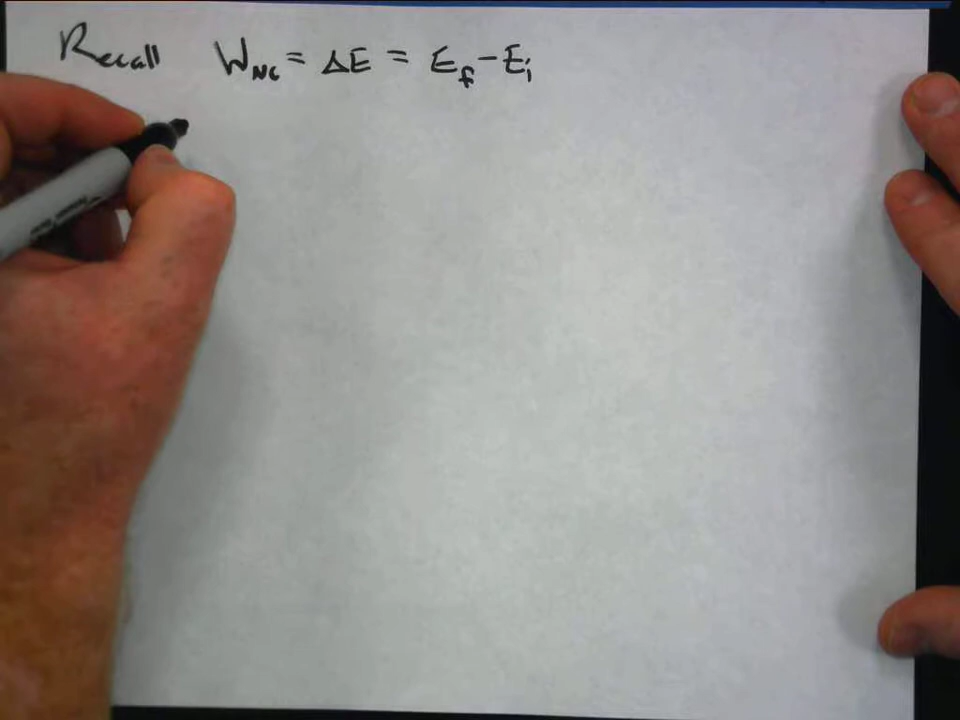 Recall W_NC = ΔE = E_f - E_i